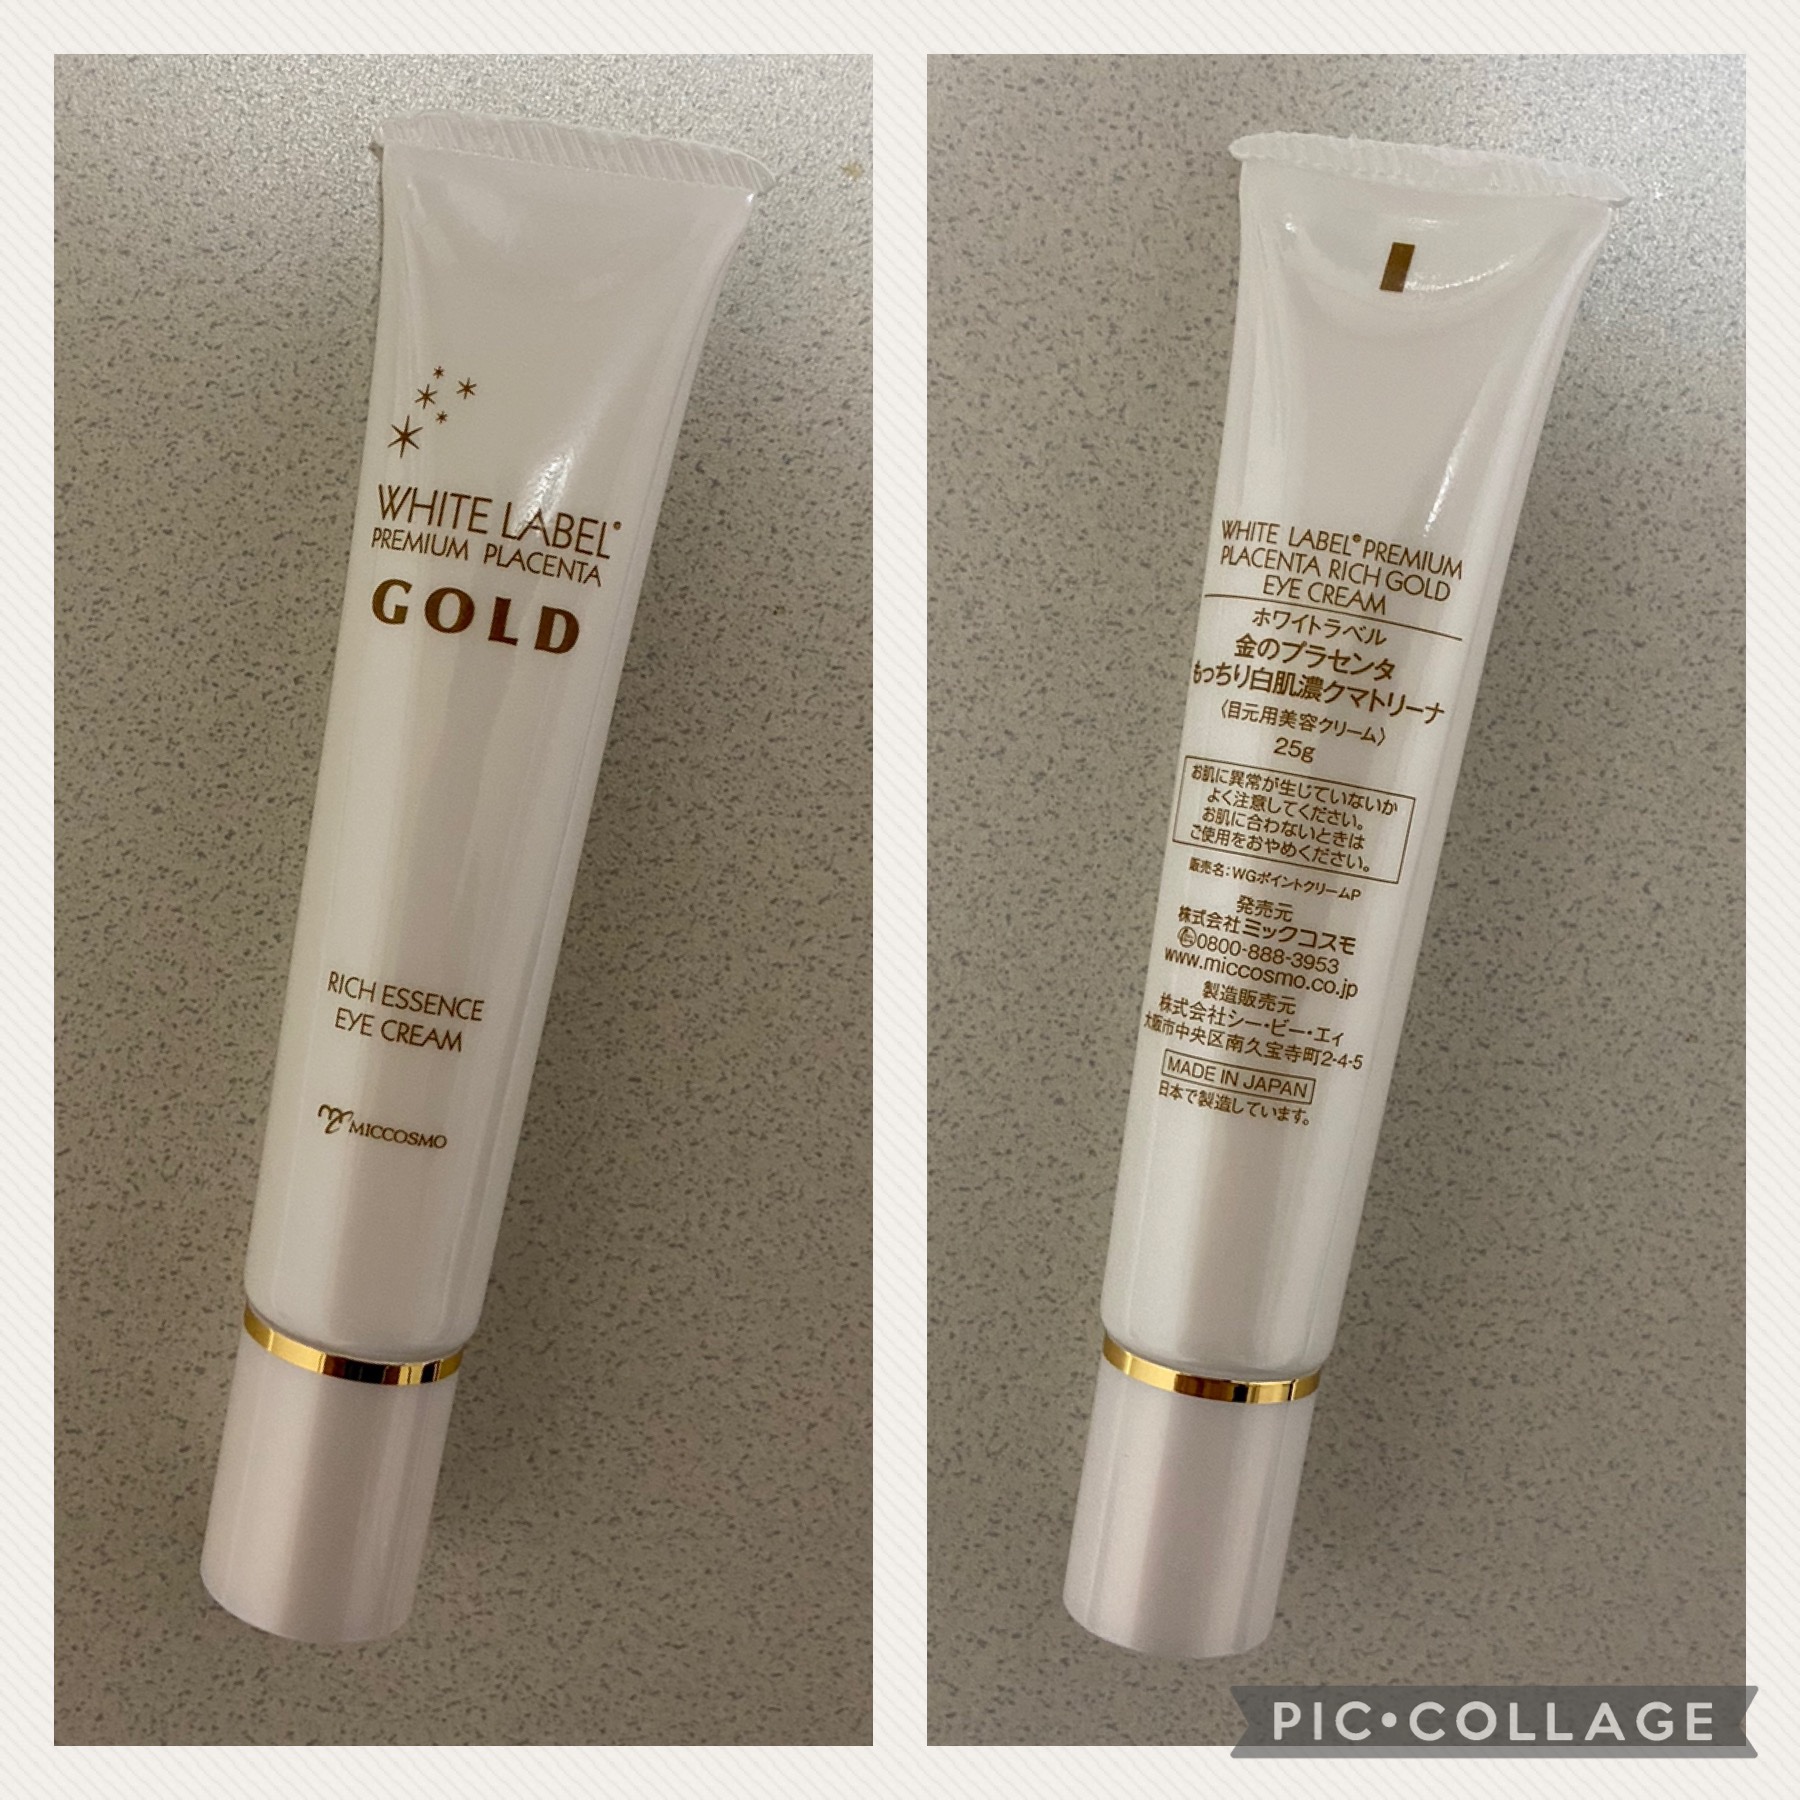 WHITE LABEL®
PREMIUM PLACENTA
GOLD
RICH ESSENCE
EYE CREAM
MICCOSMO
WHITE LABEL® PREMIUM
PLACENTA RICH GOLD
EYE CREAM
ホワイトラベル
金のプラセンタ
もっちり白肌濃クマトリーナ
〈目元用美容クリーム〉
25g
お肌に異常が生じていないか
よく注意してください。
お肌に合わないときは
ご使用をおやめください。
販売名:WGポイントクリームP
発売元
株式会社ミックコスモ
0800-888-3953
www.miccosmo.co.jp
製造販売元
株式会社シー・ビー・エィ
大阪市中央区南久宝寺町2-4-5
MADE IN JAPAN
日本で製造しています。
PIC•COLLAGE